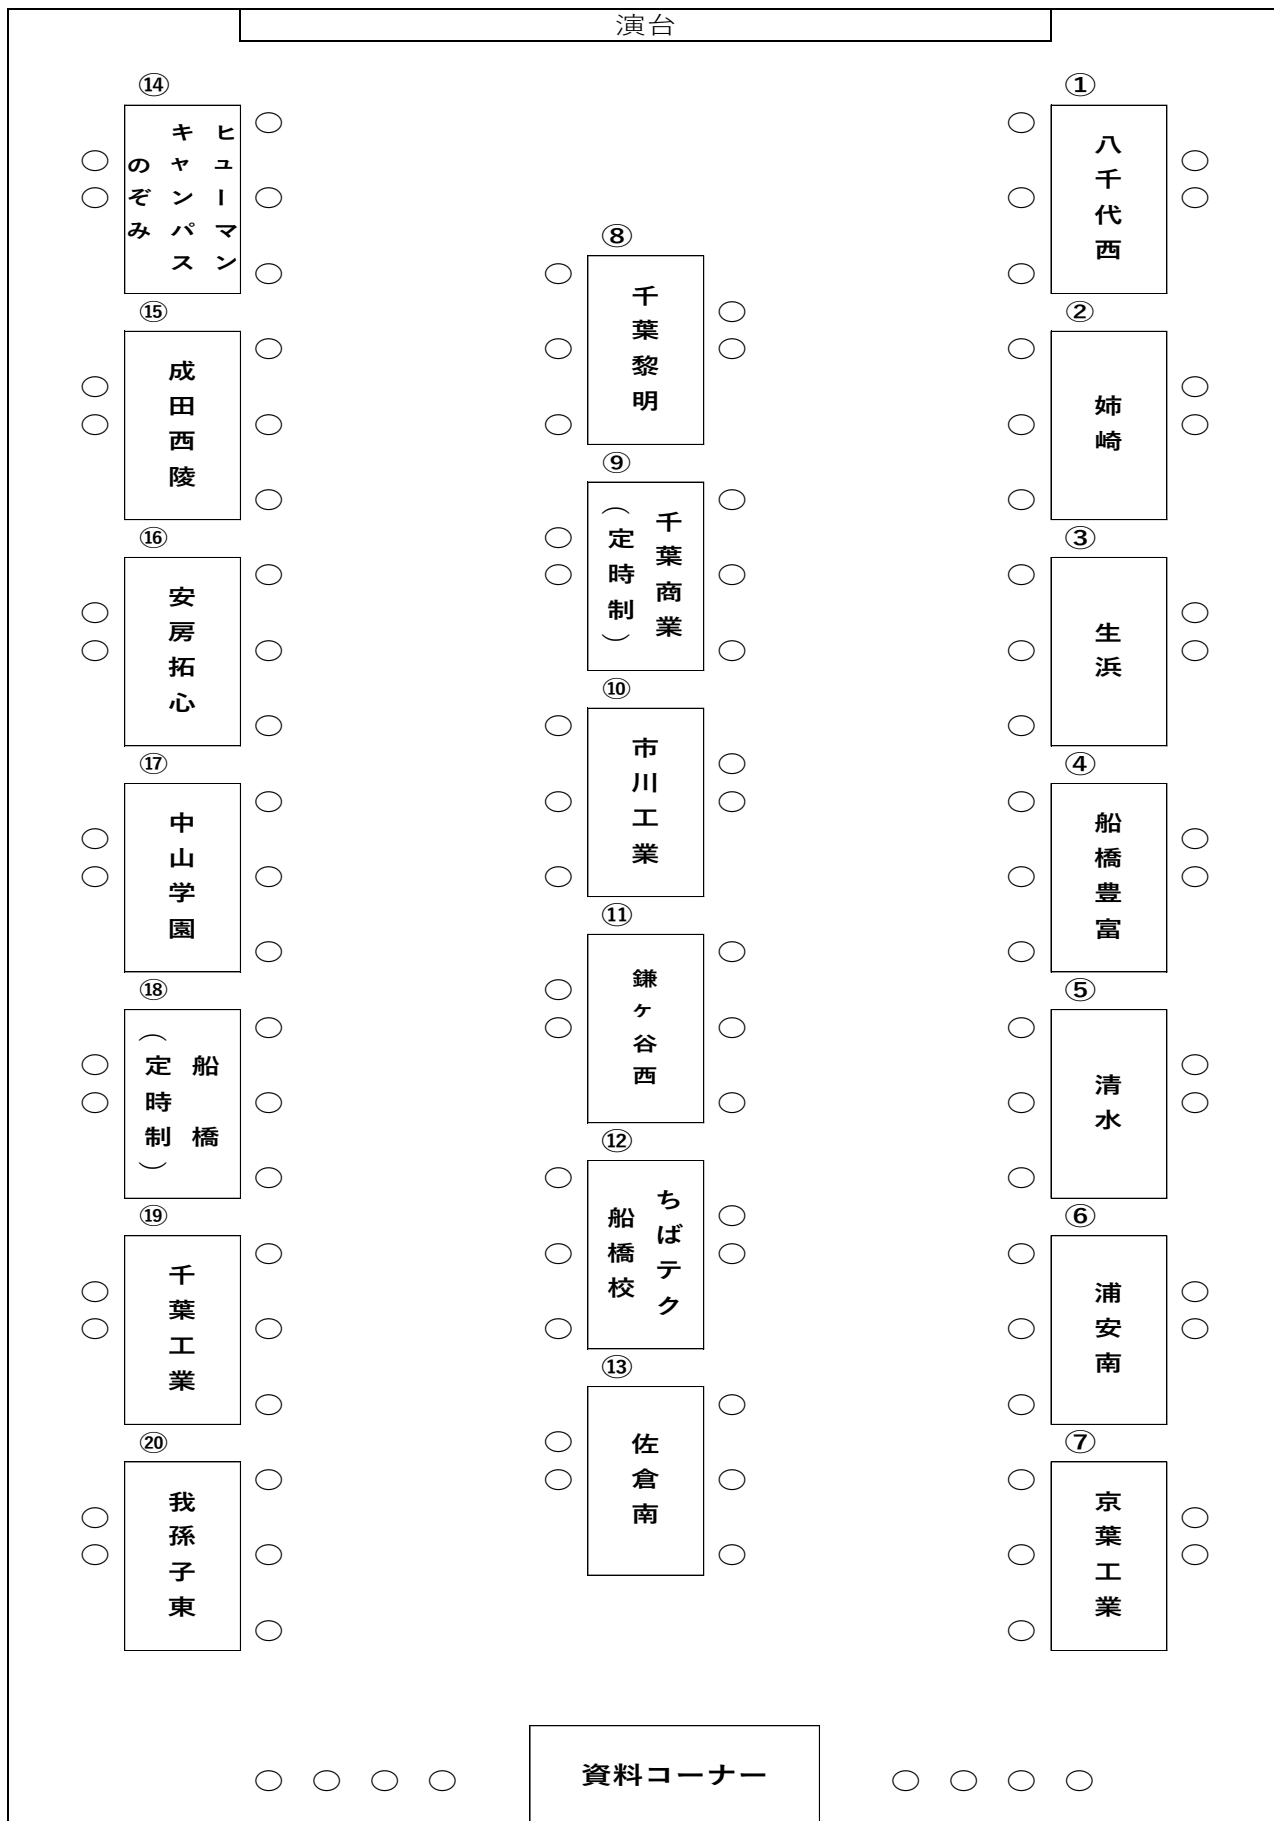 演台
①
八千代西
②
姉崎
③
生浜
④
船橋豊富
⑤
清水
⑥
浦安南
⑦
京葉工業
⑧
千葉黎明
⑨
千葉商業
（定時制）
⑩
市川工業
⑪
鎌ヶ谷西
⑫
ちばテク
船橋校
⑬
佐倉南
⑭
ヒューマン
キャンパス
のぞみ
⑮
成田西陵
⑯
安房拓心
⑰
中山学園
⑱
船橋
（定時制）
⑲
千葉工業
⑳
我孫子東
資料コーナー